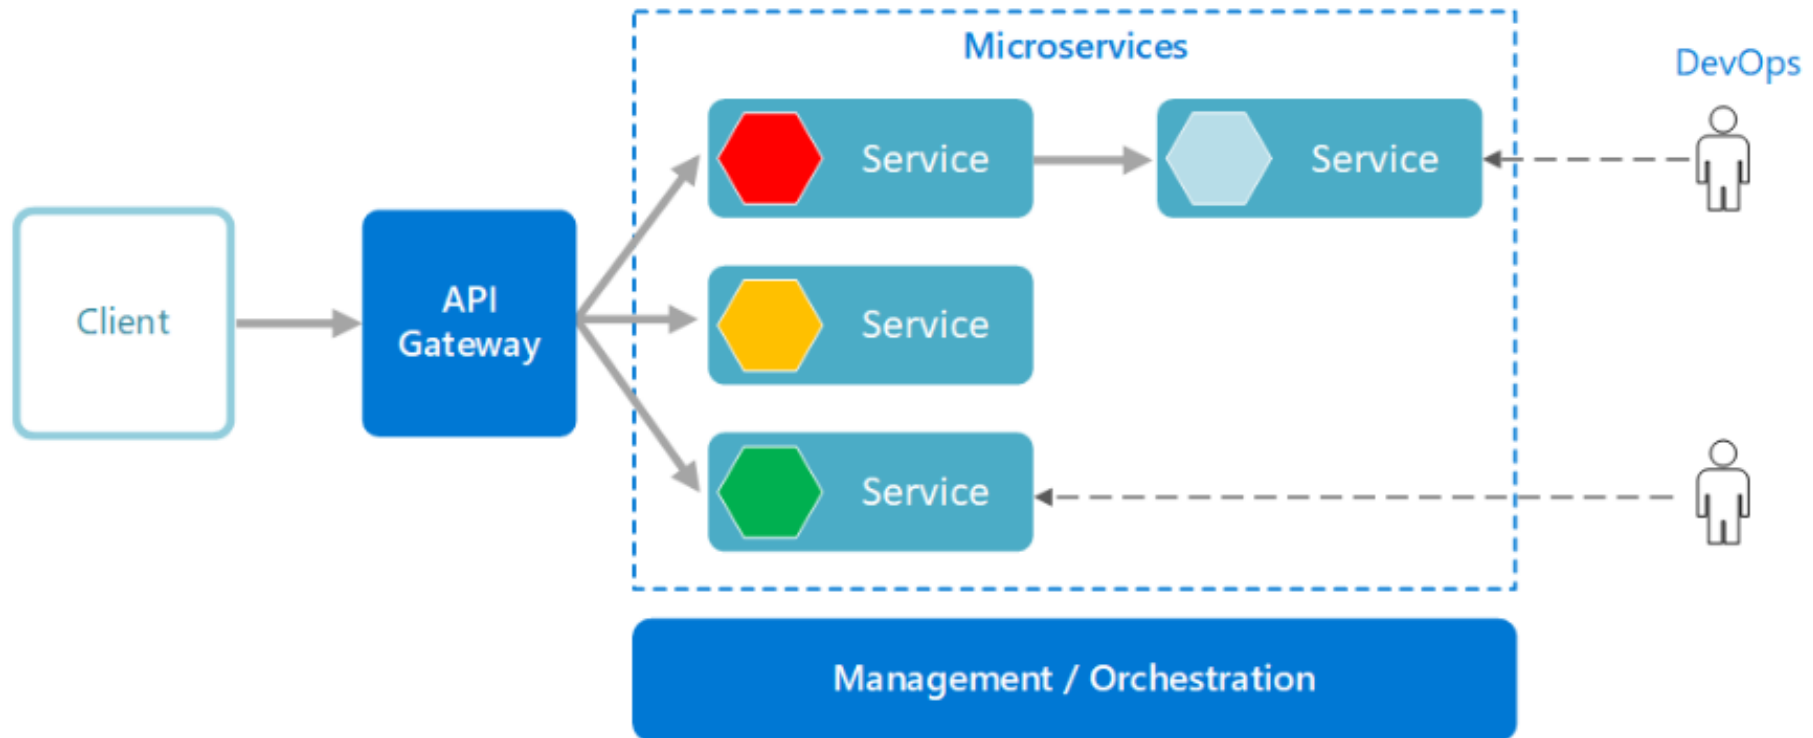 Microservices
DevOps
Service
Service
Client
API
Gateway
Service
Service
Management / Orchestration